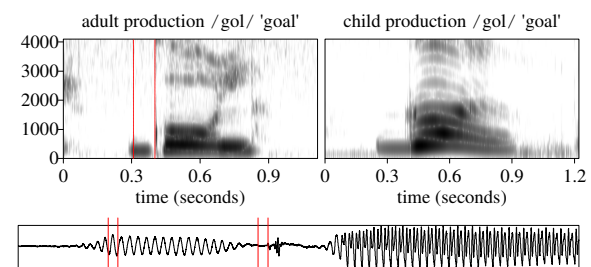 adult production /gol/ 'goal' child production /gol/ 'goal'
4000
3000
2000
1000
0
0 0.3 0.6 0.9 0 0.3 0.6 0.9 1.2
time (seconds) time (seconds)